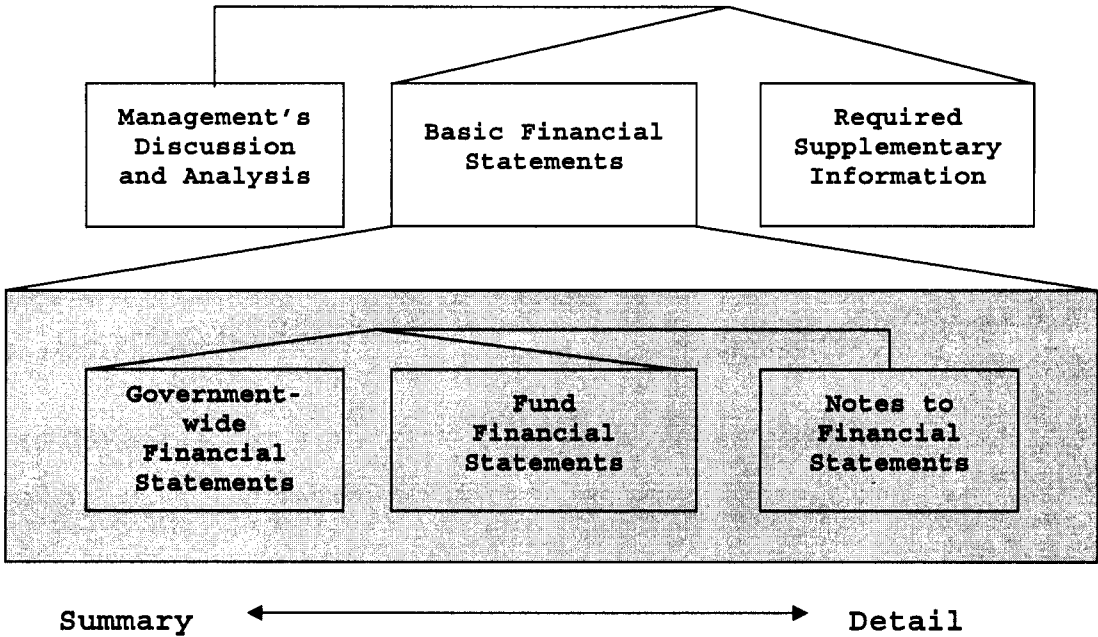 Management's
Discussion
and Analysis
Basic Financial
Statements
Required
Supplementary
Information
Government-
wide
Financial
Statements
Fund
Financial
Statements
Notes to
Financial
Statements
Summary
Detail